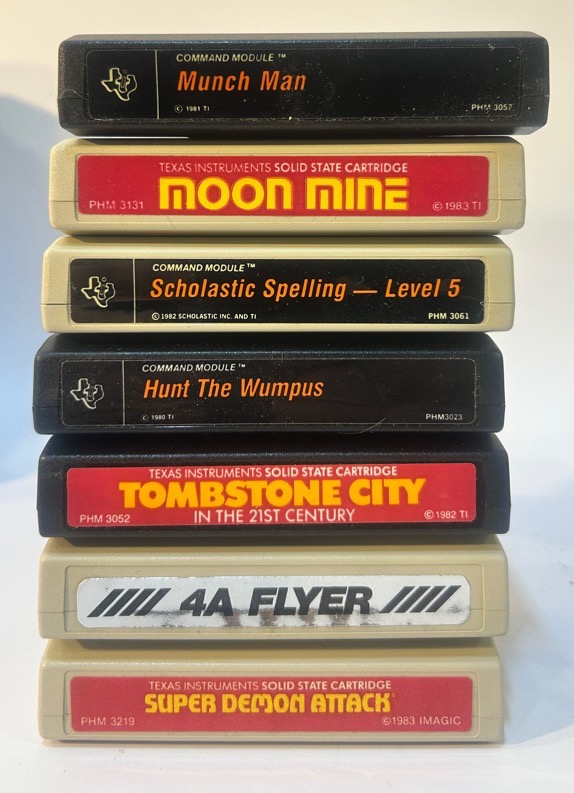 COMMAND MODULE ™
Munch Man
© 1981 TI
PHM 3057
TEXAS INSTRUMENTS SOLID STATE CARTRIDGE
MOON MINE
PHM 3131
© 1983 TI
COMMAND MODULE™
Scholastic Spelling — Level 5
© 1982 SCHOLASTIC INC. AND TI
PHM 3061
COMMAND MODULE ™
Hunt The Wumpus
© 1980 TI
PHM3023
TEXAS INSTRUMENTS SOLID STATE CARTRIDGE
TOMBSTONE CITY
IN THE 21ST CENTURY
PHM 3052
© 1982 TI
//// 4A FLYER ////
TEXAS INSTRUMENTS SOLID STATE CARTRIDGE
SUPER DEMON ATTACK
PHM 3219
©1983 IMAGIC